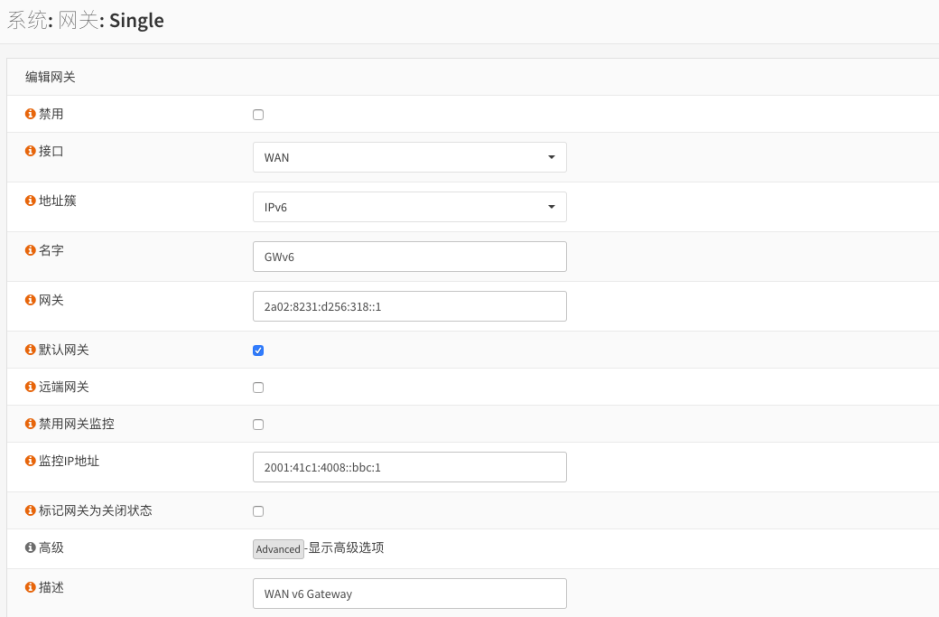 系统: 网关: Single
编辑网关
禁用
接口
WAN
地址簇
IPv6
名字
GWv6
网关
2a02:8231:d256:318::1
默认网关
远端网关
禁用网关监控
监控IP地址
2001:41c1:4008::bbc:1
标记网关为关闭状态
高级
Advanced -显示高级选项
描述
WAN v6 Gateway